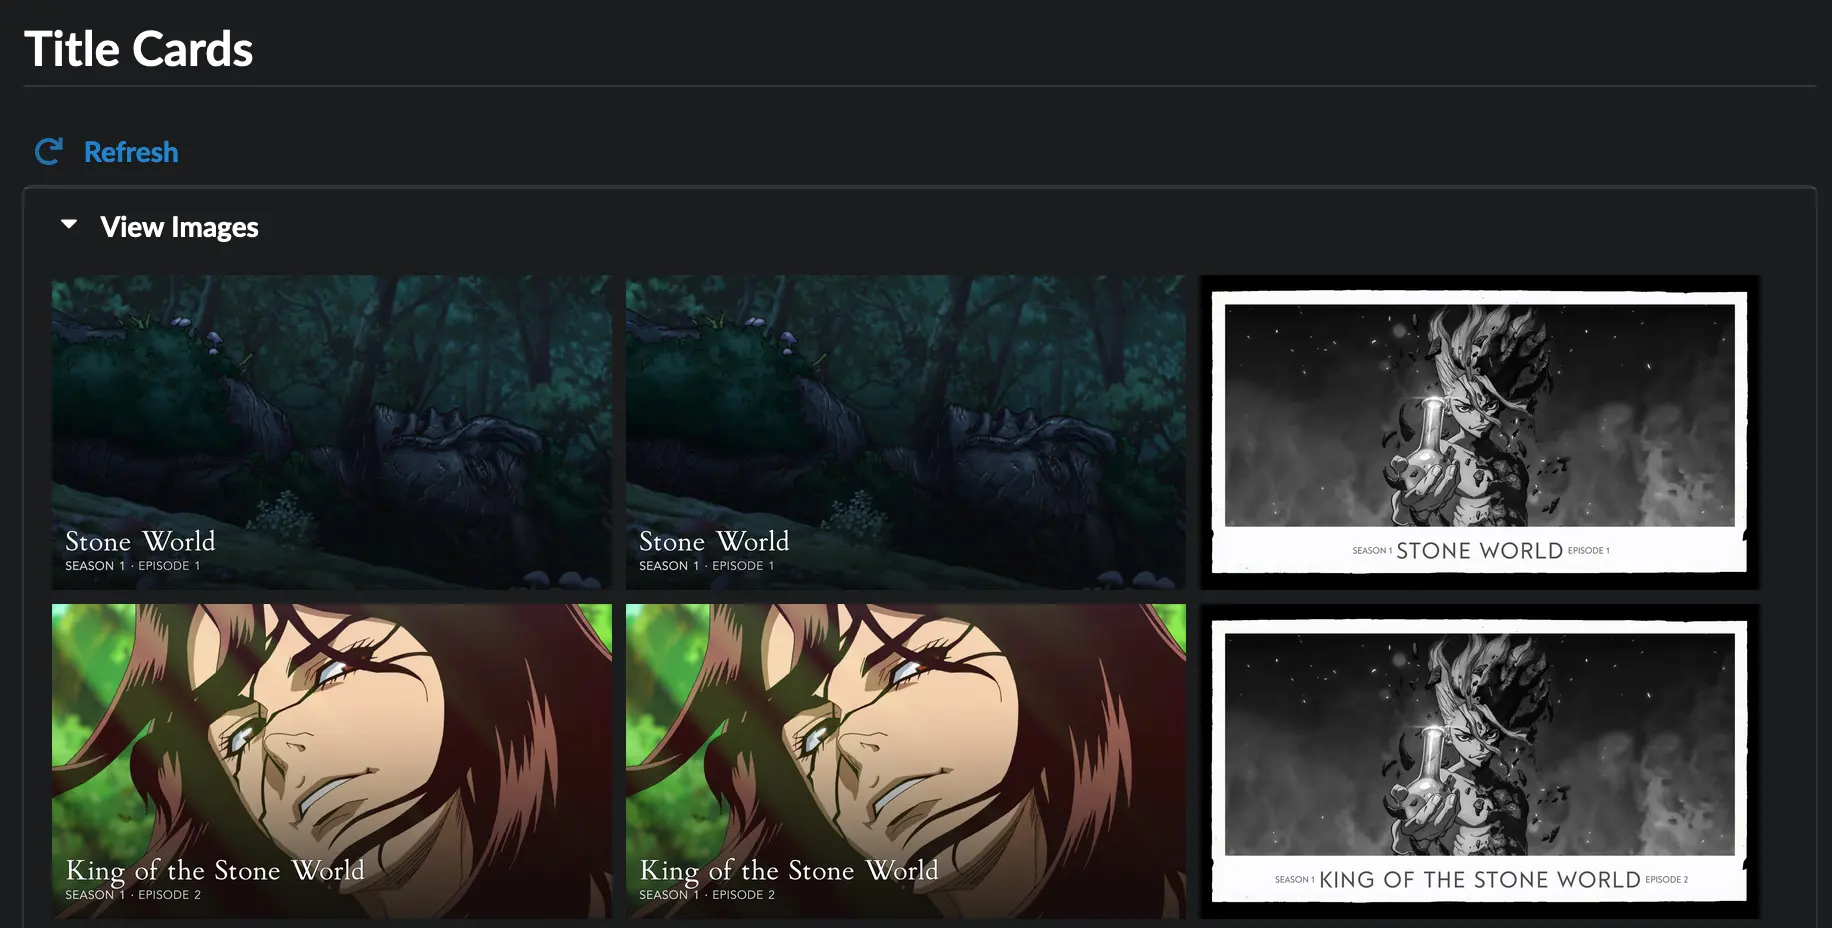 Title Cards
Refresh
View Images
Stone World
SEASON 1 · EPISODE 1
Stone World
SEASON 1 · EPISODE 1
SEASON 1 STONE WORLD EPISODE 1
King of the Stone World
SEASON 1 · EPISODE 2
King of the Stone World
SEASON 1 · EPISODE 2
SEASON 1 KING OF THE STONE WORLD EPISODE 2